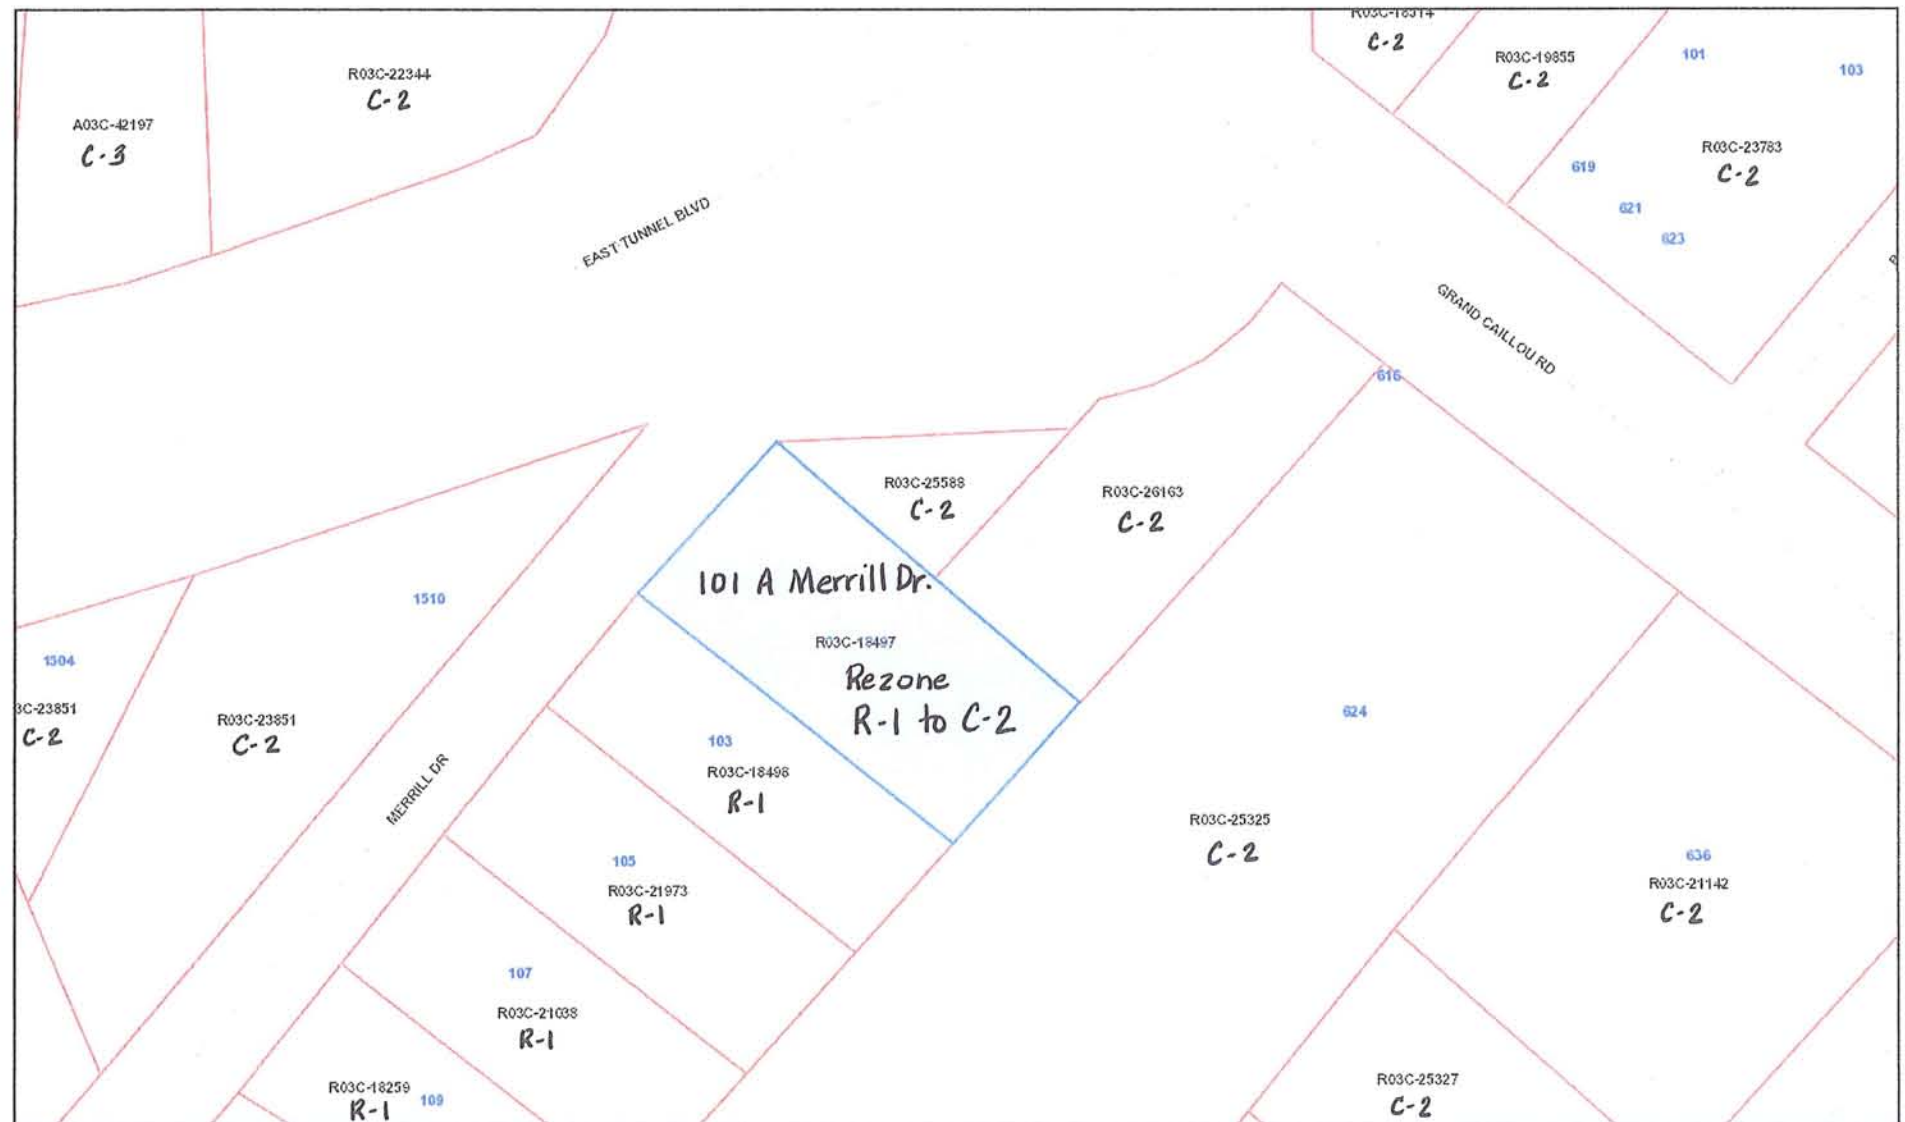 R03C-18314
C-2
R03C-19855
C-2
101
103
R03C-22344
C-2
A03C-42197
C-3
R03C-23783
C-2
619
621
623
EAST TUNNEL BLVD
GRAND CAILLOU RD
616
R03C-25588
C-2
R03C-26163
C-2
101 A Merrill Dr.
R03C-18497
Rezone
R-1 to C-2
1510
1304
3C-23851
C-2
R03C-23851
C-2
MERRILL DR
103
R03C-18498
R-1
624
R03C-25325
C-2
105
R03C-21973
R-1
636
R03C-21142
C-2
107
R03C-21038
R-1
R03C-18259
R-1
109
R03C-25327
C-2